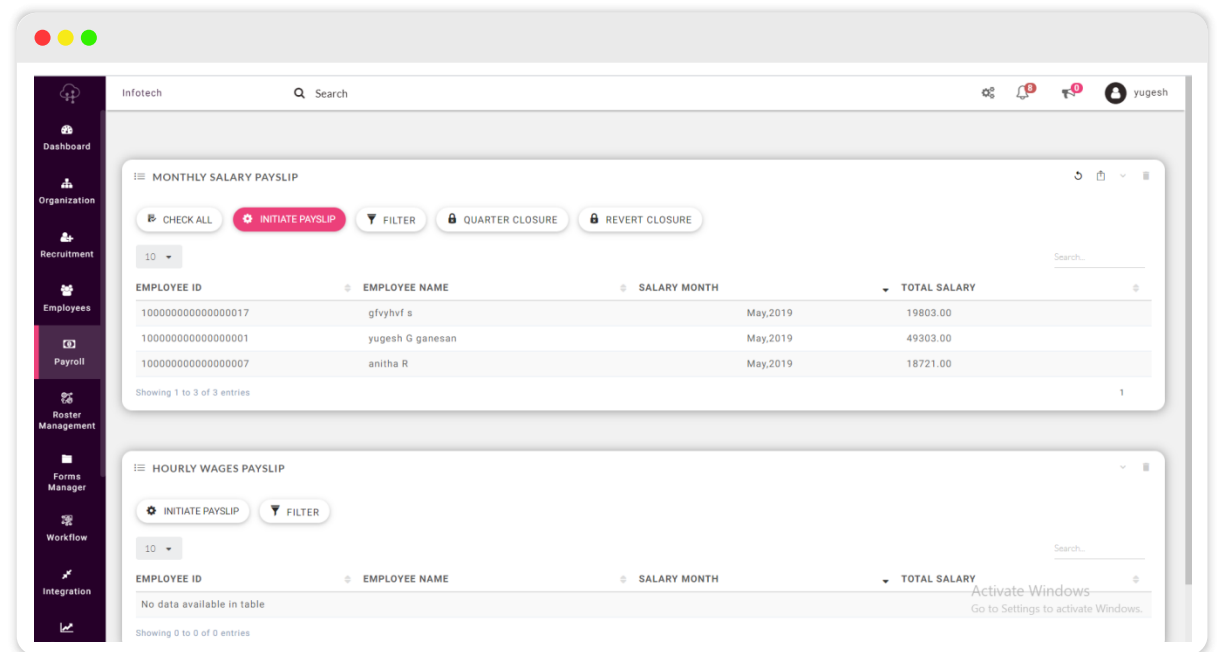 Infotech Search 8 0 yugesh
Dashboard
Organization
Recruitment
Employees
Payroll
Roster
Management
Forms
Manager
Workflow
Integration
MONTHLY SALARY PAYSLIP
CHECK ALL INITIATE PAYSLIP FILTER QUARTER CLOSURE REVERT CLOSURE
10 Search...
EMPLOYEE ID EMPLOYEE NAME SALARY MONTH TOTAL SALARY
100000000000000017 gfvyhvf s May,2019 19803.00
100000000000000001 yugesh G ganesan May,2019 49303.00
100000000000000007 anitha R May,2019 18721.00
Showing 1 to 3 of 3 entries 1
HOURLY WAGES PAYSLIP
INITIATE PAYSLIP FILTER
10 Search...
EMPLOYEE ID EMPLOYEE NAME SALARY MONTH TOTAL SALARY
No data available in table
Showing 0 to 0 of 0 entries
Activate Windows
Go to Settings to activate Windows.